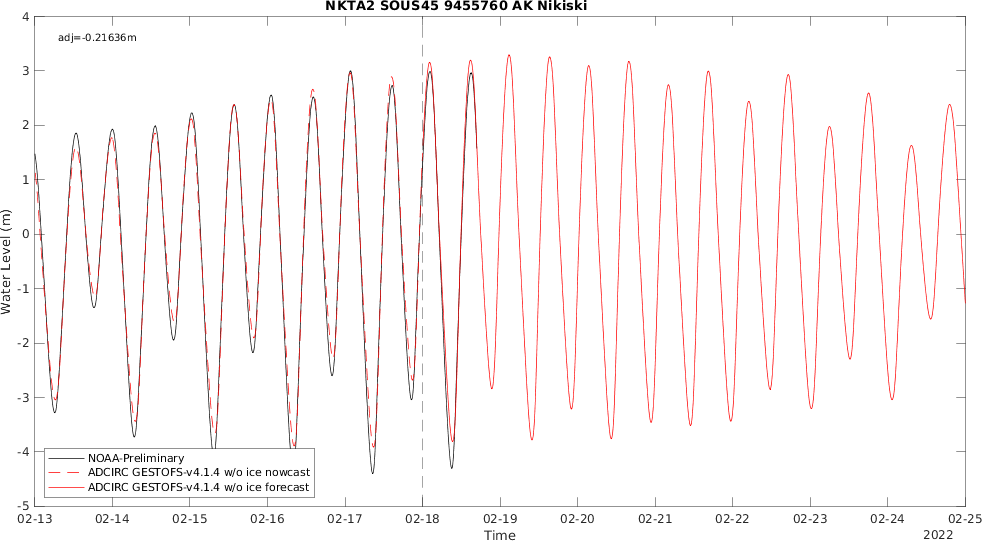 NKTA2 SOUS45 9455760 AK Nikiski
adj=-0.21636m
4
3
2
1
0
-1
-2
-3
-4
-5
Water Level (m)
NOAA-Preliminary
ADCIRC GESTOFS-v4.1.4 w/o ice nowcast
ADCIRC GESTOFS-v4.1.4 w/o ice forecast
02-13 02-14 02-15 02-16 02-17 02-18 02-19 02-20 02-21 02-22 02-23 02-24 02-25
Time
2022